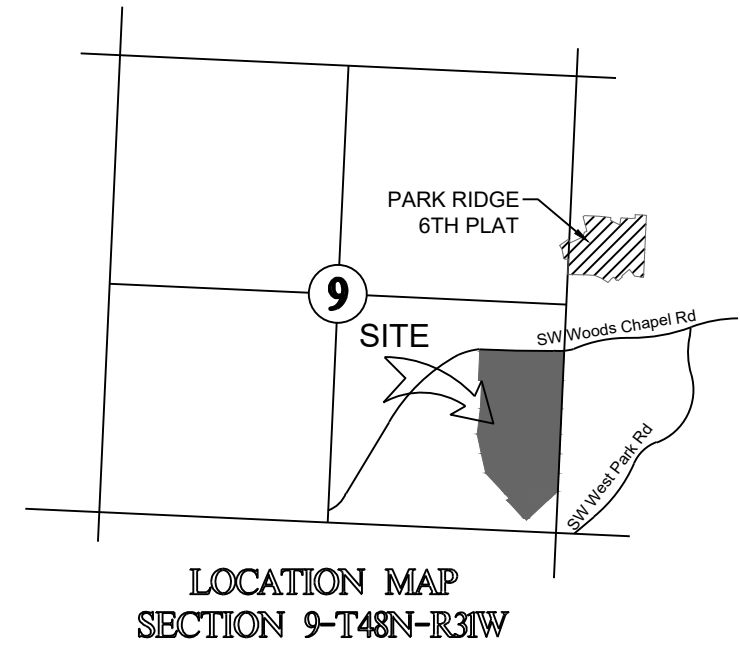 PARK RIDGE
6TH PLAT
9
SITE
SW Woods Chapel Rd
SW West Park Rd
LOCATION MAP
SECTION 9-T48N-R31W